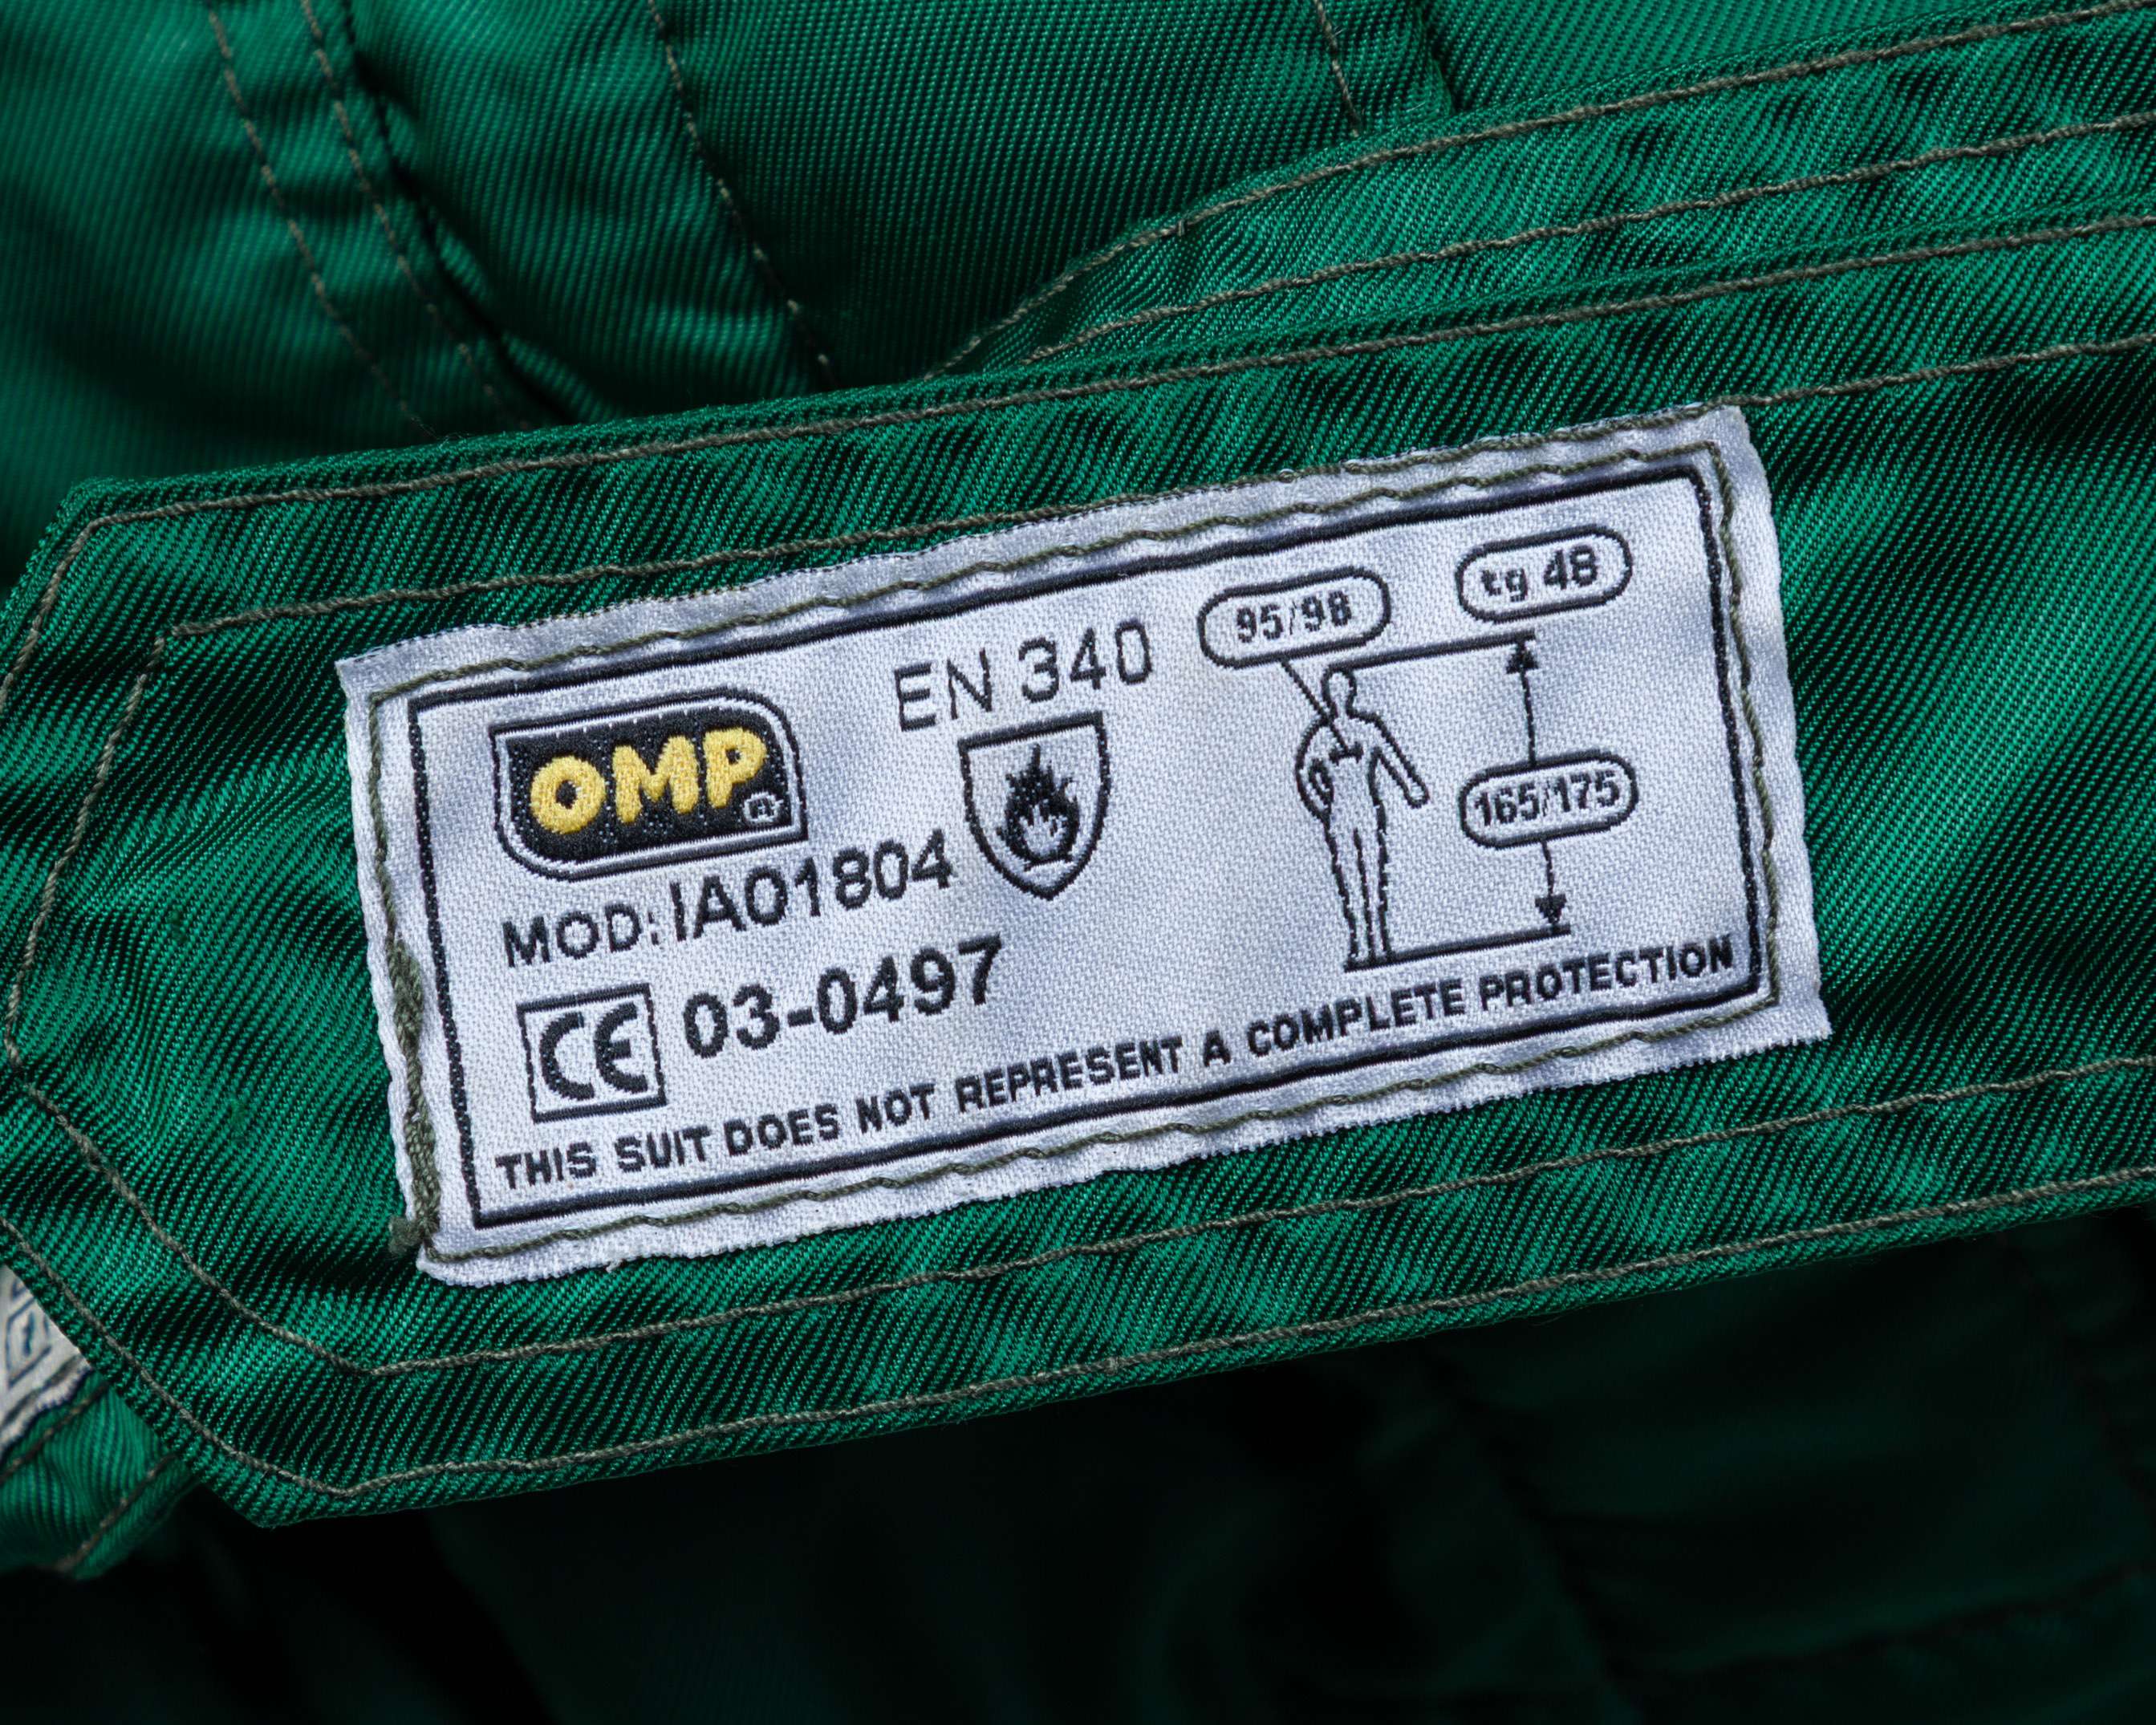 OMP
EN 340
95/98
tg 48
165/175
MOD: IA01804
CE 03-0497
THIS SUIT DOES NOT REPRESENT A COMPLETE PROTECTION